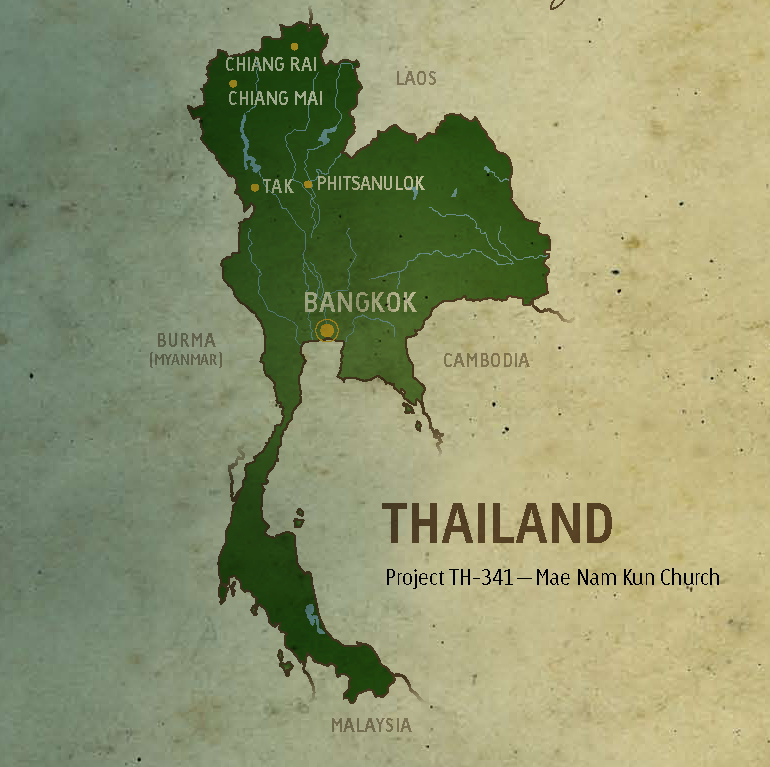 CHIANG RAI
LAOS
CHIANG MAI
TAK
PHITSANULOK
BANGKOK
BURMA
(MYANMAR)
CAMBODIA
THAILAND
Project TH-341 — Mae Nam Kun Church
MALAYSIA